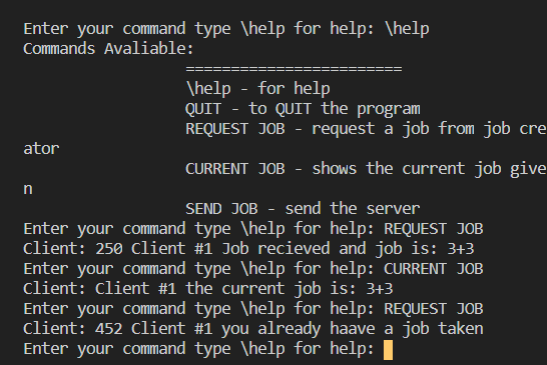 Enter your command type \help for help: \help
Commands Avaliable:
========================
\help - for help
QUIT - to QUIT the program
REQUEST JOB - request a job from job cre
ator
CURRENT JOB - shows the current job give
n
SEND JOB - send the server
Enter your command type \help for help: REQUEST JOB
Client: 250 Client #1 Job recieved and job is: 3+3
Enter your command type \help for help: CURRENT JOB
Client: Client #1 the current job is: 3+3
Enter your command type \help for help: REQUEST JOB
Client: 452 Client #1 you already haave a job taken
Enter your command type \help for help: